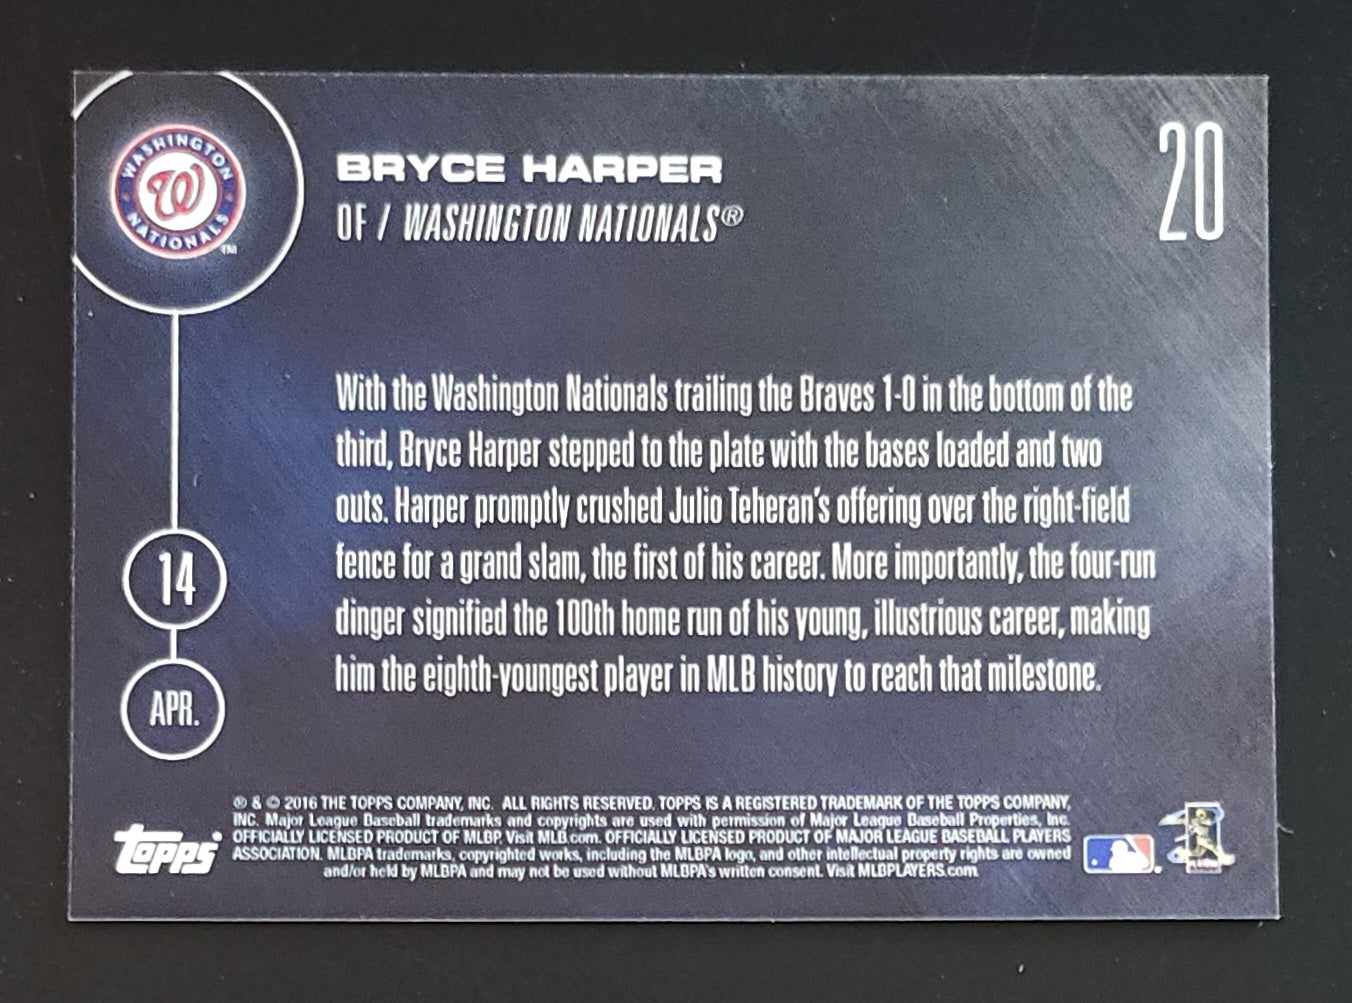 WASHINGTON
W
NATIONALS
TM
BRYCE HARPER
OF / WASHINGTON NATIONALS®
20
With the Washington Nationals trailing the Braves 1-0 in the bottom of the
third, Bryce Harper stepped to the plate with the bases loaded and two
outs. Harper promptly crushed Julio Teheran's offering over the right-field
fence for a grand slam, the first of his career. More importantly, the four-run
dinger signified the 100th home run of his young, illustrious career, making
him the eighth-youngest player in MLB history to reach that milestone.
14
APR.
® & © 2016 THE TOPPS COMPANY, INC. ALL RIGHTS RESERVED. TOPPS IS A REGISTERED TRADEMARK OF THE TOPPS COMPANY,
INC. Major League Baseball trademarks and copyrights are used with permission of Major League Baseball Properties, Inc.
OFFICIALLY LICENSED PRODUCT OF MLBP. Visit MLB.com. OFFICIALLY LICENSED PRODUCT OF MAJOR LEAGUE BASEBALL PLAYERS
ASSOCIATION. MLBPA trademarks, copyrighted works, including the MLBPA logo, and other intellectual property rights are owned
and/or held by MLBPA and may not be used without MLBPA's written consent. Visit MLBPLAYERS.com
Topps